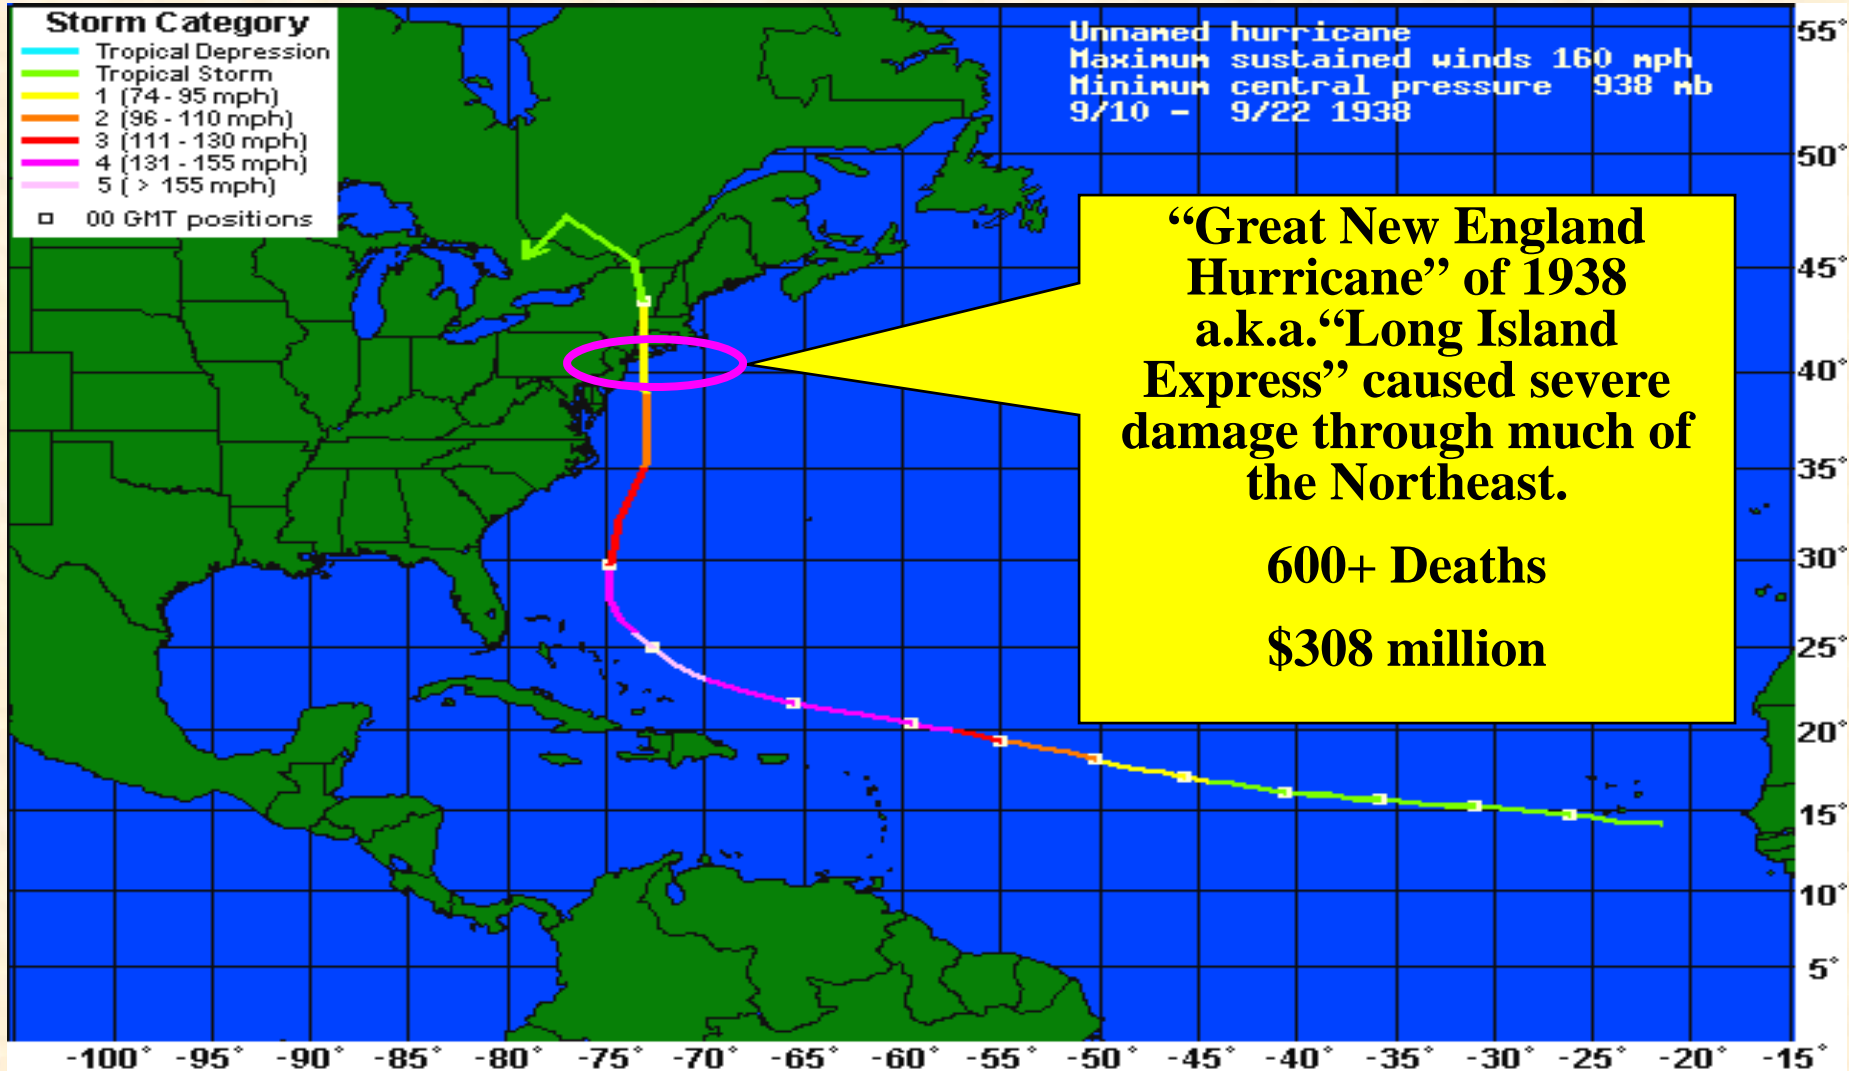 Storm Category
Tropical Depression
Tropical Storm
1 (74-95 mph)
2 (96-110 mph)
3 (111-130 mph)
4 (131-155 mph)
5 ( > 155 mph)
00 GMT positions
Unnamed hurricane
Maximum sustained winds 160 mph
Minimum central pressure 938 mb
9/10 - 9/22 1938
“Great New England
Hurricane” of 1938
a.k.a.“Long Island
Express” caused severe
damage through much of
the Northeast.
600+ Deaths
$308 million
55°
50°
45°
40°
35°
30°
25°
20°
15°
10°
5°
-100° -95° -90° -85° -80° -75° -70° -65° -60° -55° -50° -45° -40° -35° -30° -25° -20° -15°